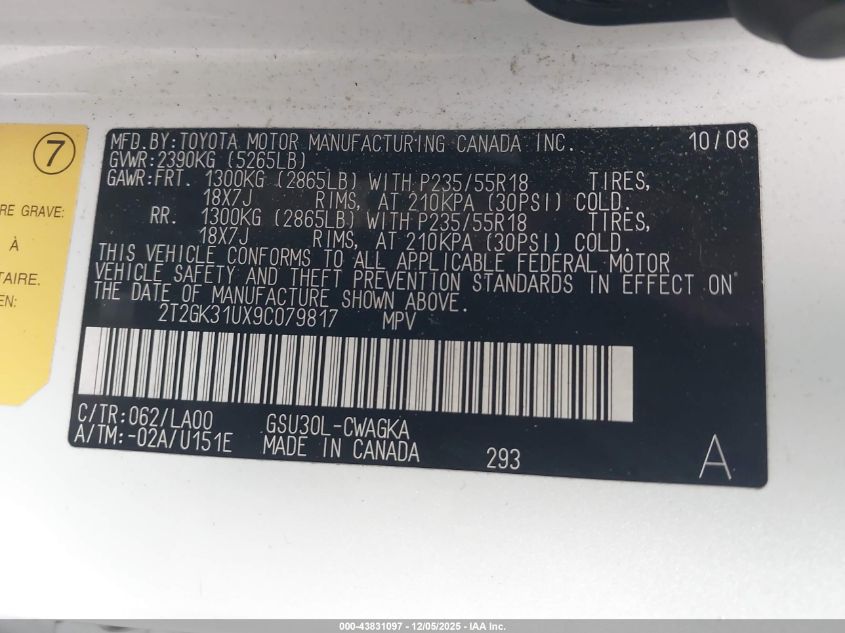 7
RE GRAVE:
À
TAIRE.
EN:
MFD.BY:TOYOTA MOTOR MANUFACTURING CANADA INC. 10/08
GVWR:2390KG (5265LB)
GAWR:FRT. 1300KG (2865LB) WITH P235/55R18 TIRES,
18X7J RIMS, AT 210KPA (30PSI) COLD.
RR. 1300KG (2865LB) WITH P235/55R18 TIRES,
18X7J RIMS, AT 210KPA (30PSI) COLD.
THIS VEHICLE CONFORMS TO ALL APPLICABLE FEDERAL MOTOR
VEHICLE SAFETY AND THEFT PREVENTION STANDARDS IN EFFECT ON
THE DATE OF MANUFACTURE SHOWN ABOVE.
2T2GK31UX9C079817 MPV
C/TR:062/LA00 GSU30L-CWAGKA
A/TM:-02A/U151E MADE IN CANADA 293 A
000-43831097 - 12/05/2025 - IAA Inc.